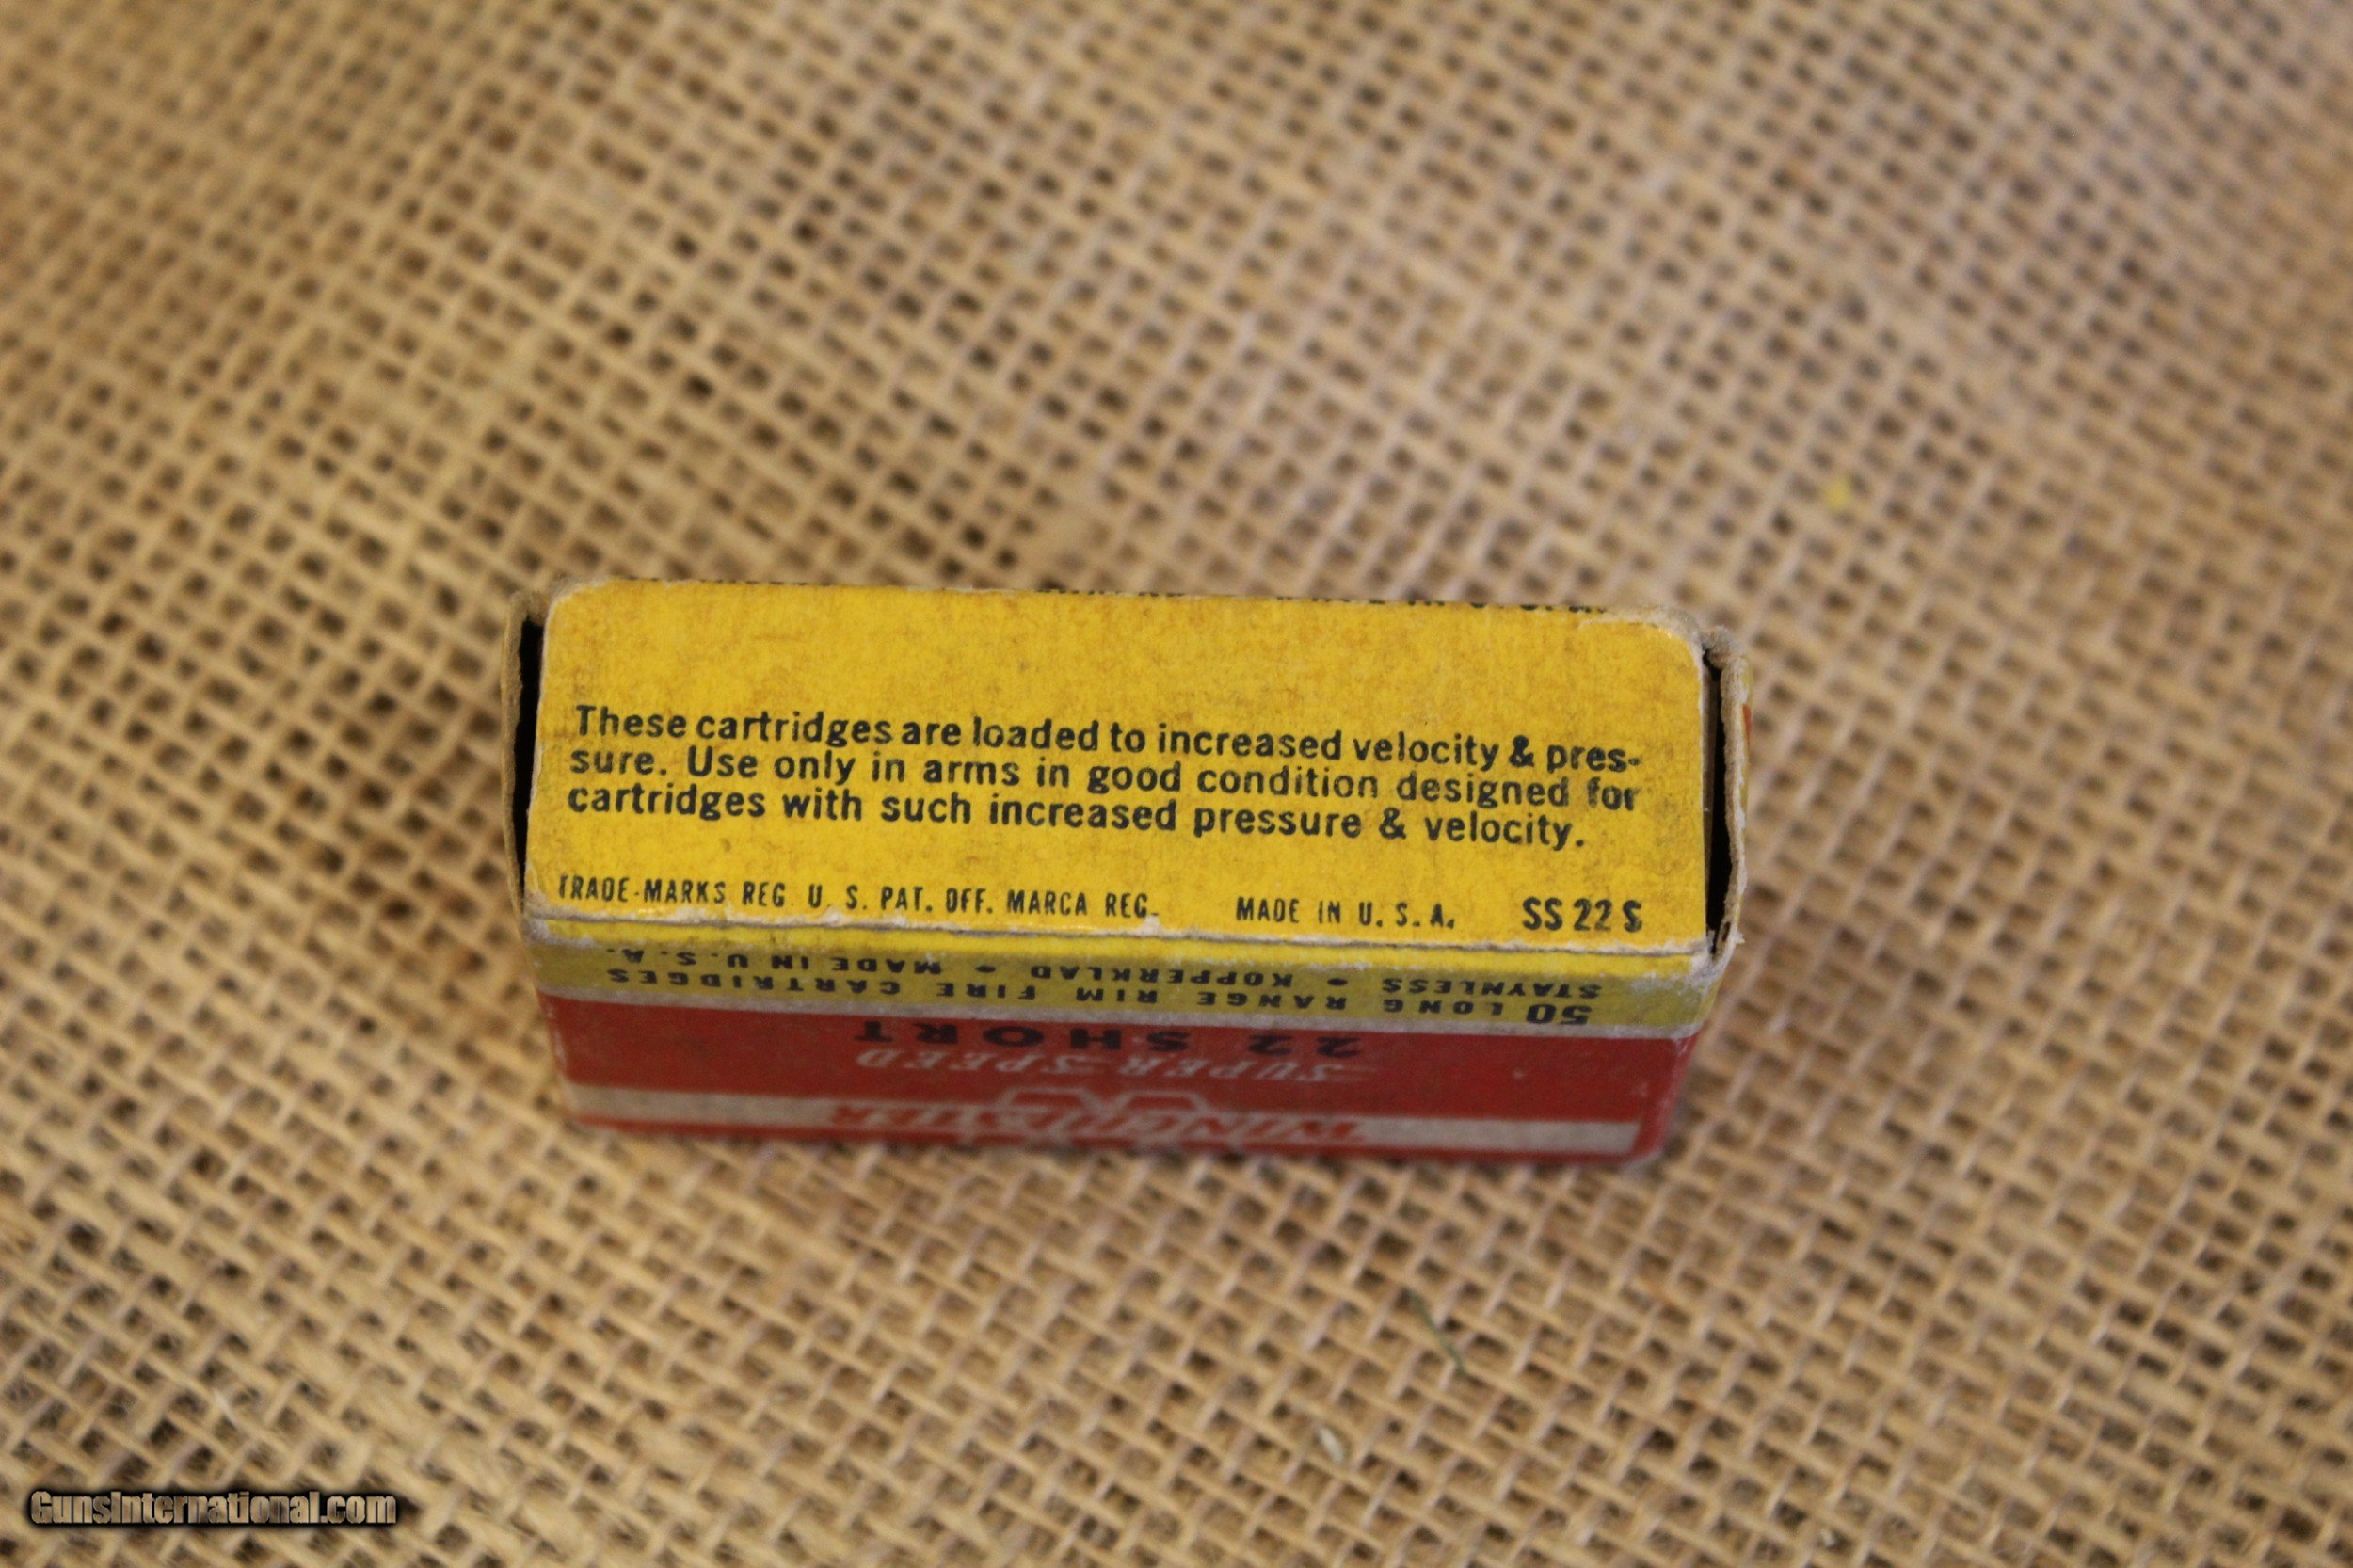 These cartridges are loaded to increased velocity & pres-
sure. Use only in arms in good condition designed for
cartridges with such increased pressure & velocity.
TRADE-MARKS REG. U. S. PAT. OFF. MARCA REG. MADE IN U. S. A. SS 22 S
WINCHESTER
SUPER-SPEED
22 SHORT
50 LONG RANGE RIM FIRE CARTRIDGES
STAYNLESS • KOPPERKLAD • MADE IN U.S.A.
GunsInternational.com